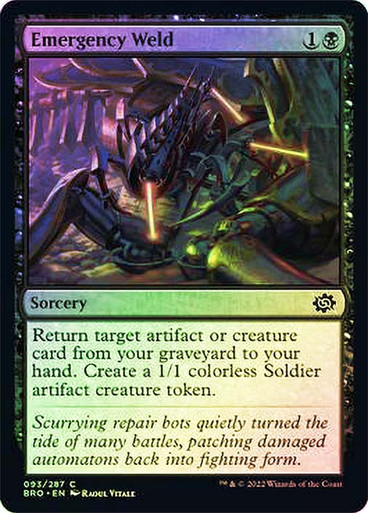 Emergency Weld 1
Sorcery
Return target artifact or creature
card from your graveyard to your
hand. Create a 1/1 colorless Soldier
artifact creature token.
Scurrying repair bots quietly turned the
tide of many battles, patching damaged
automatons back into fighting form.
093/287 C
BRO • EN Raoul Vitale
™ & © 2022 Wizards of the Coast